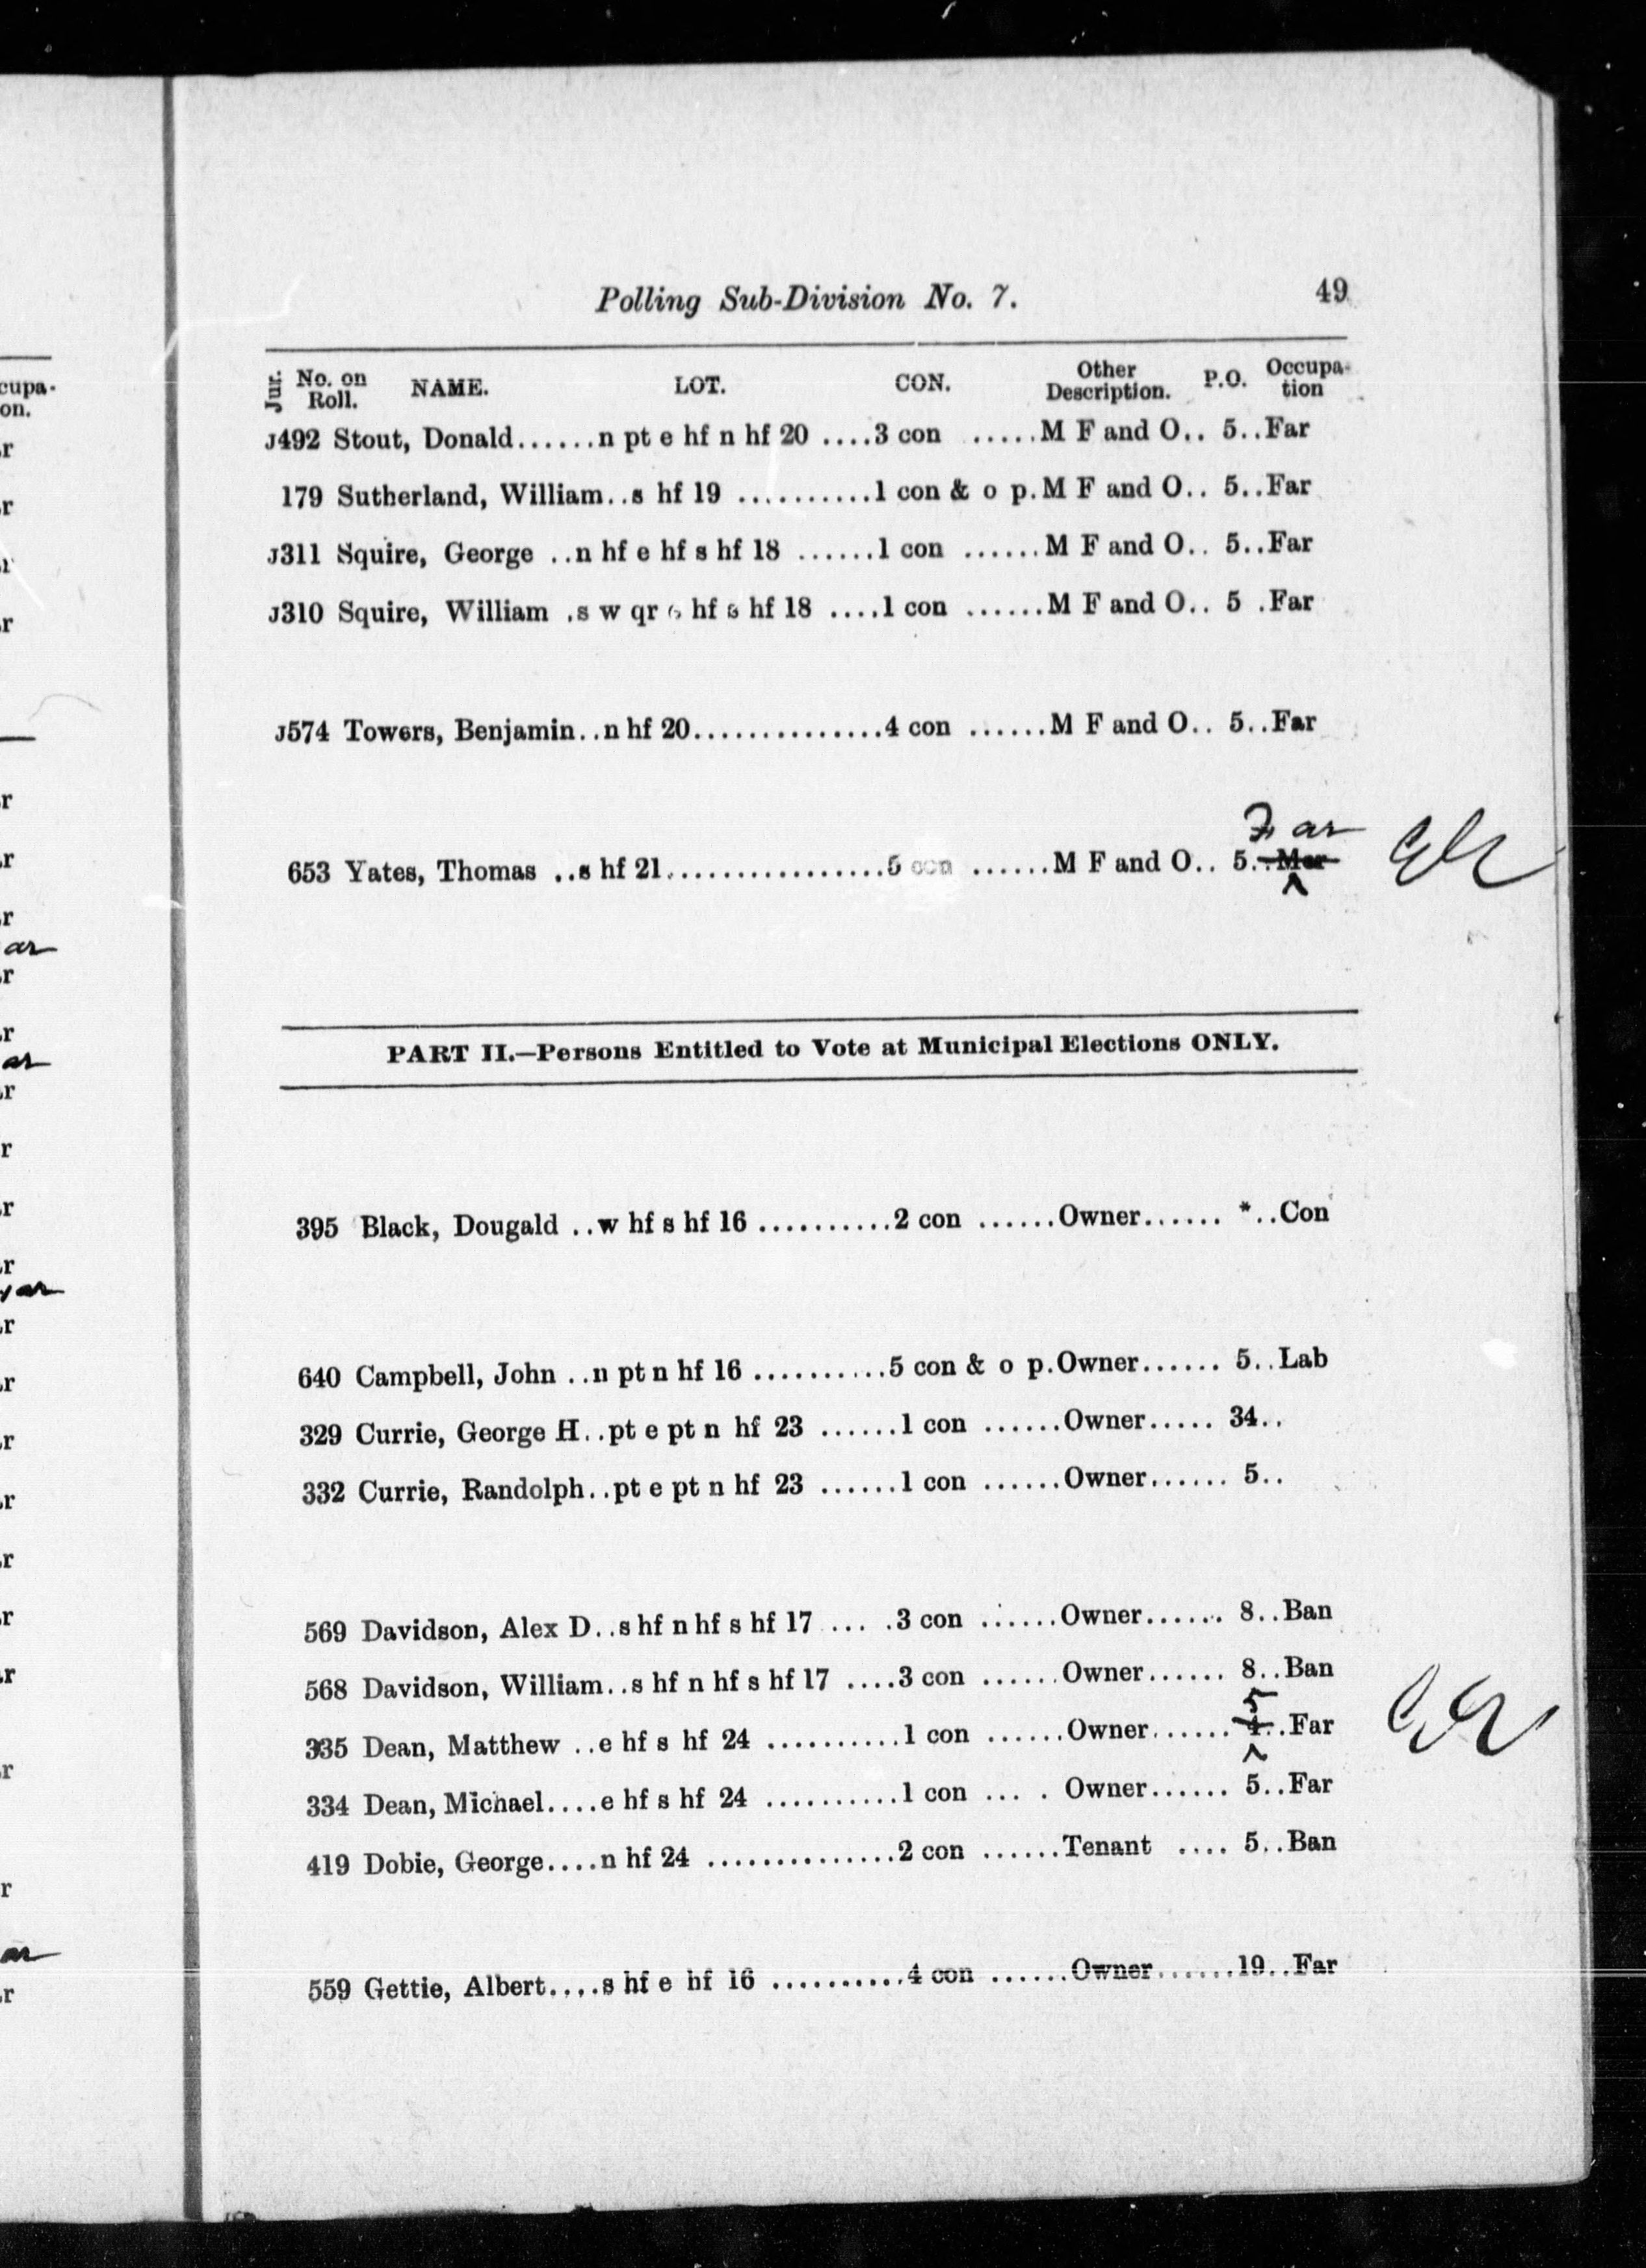 Polling Sub-Division No. 7. 49
Jur. No. on Roll. NAME. LOT. CON. Other Description. P.O. Occupa-tion
J492 Stout, Donald......n pt e hf n hf 20 ....3 con .....M F and O.. 5..Far
179 Sutherland, William..s hf 19 ..........1 con & o p.M F and O.. 5..Far
J311 Squire, George ..n hf e hf s hf 18 ......1 con ......M F and O.. 5..Far
J310 Squire, William .s w qr e hf s hf 18 ....1 con ......M F and O.. 5 .Far
J574 Towers, Benjamin..n hf 20..............4 con ......M F and O.. 5..Far
Far
653 Yates, Thomas ..s hf 21................5 con ......M F and O.. 5..Mer
^
PART II.—Persons Entitled to Vote at Municipal Elections ONLY.
395 Black, Dougald ..w hf s hf 16 ..........2 con ......Owner...... *..Con
640 Campbell, John ..n pt n hf 16 ..........5 con & o p.Owner...... 5..Lab
329 Currie, George H..pt e pt n hf 23 ......1 con ......Owner..... 34..
332 Currie, Randolph..pt e pt n hf 23 ......1 con ......Owner...... 5..
569 Davidson, Alex D..s hf n hf s hf 17 ... .3 con ......Owner...... 8..Ban
568 Davidson, William..s hf n hf s hf 17 ....3 con ......Owner...... 8..Ban
5
335 Dean, Matthew ..e hf s hf 24 ..........1 con ......Owner......4..Far
^
334 Dean, Michael....e hf s hf 24 ..........1 con ... . Owner...... 5..Far
419 Dobie, George....n hf 24 ..............2 con ......Tenant .... 5..Ban
559 Gettie, Albert....s hf e hf 16 ..........4 con ......Owner......19..Far